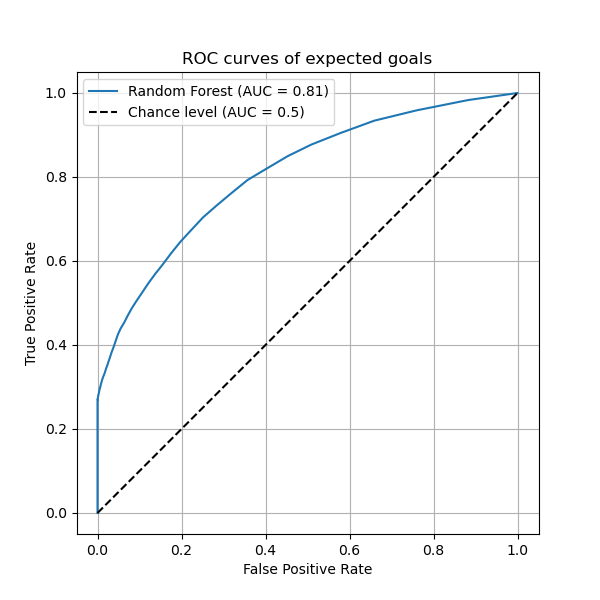 ROC curves of expected goals
Random Forest (AUC = 0.81)
Chance level (AUC = 0.5)
1.0
0.8
0.6
0.4
0.2
0.0
True Positive Rate
0.0 0.2 0.4 0.6 0.8 1.0
False Positive Rate